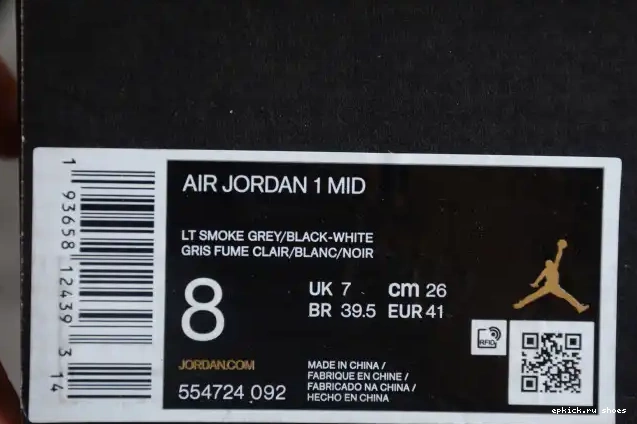 AIR JORDAN 1 MID
LT SMOKE GREY/BLACK-WHITE
GRIS FUME CLAIR/BLANC/NOIR
8
UK 7 cm 26
BR 39.5 EUR 41
RFID
JORDAN.COM
554724 092
MADE IN CHINA /
FABRIQUE EN CHINE /
FABRICADO NA CHINA /
HECHO EN CHINA
1 93658 12439 3 14
epkick.ru shoes